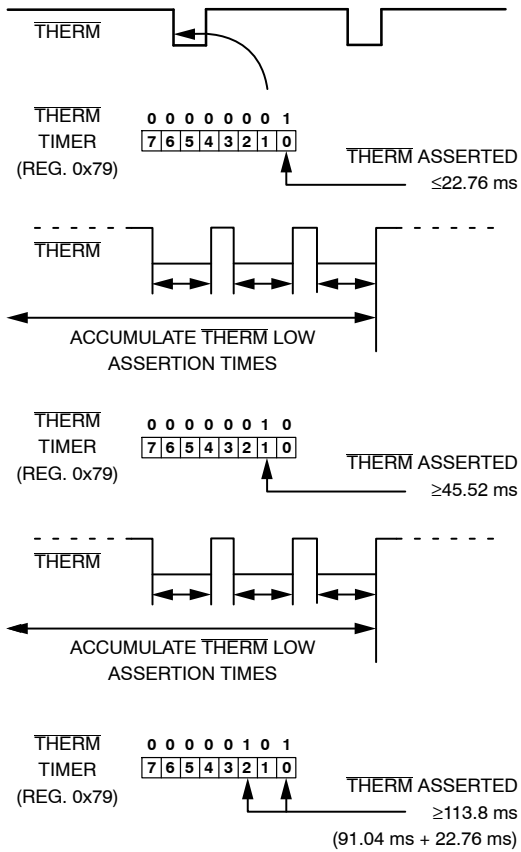 THERM
THERM
TIMER
(REG. 0x79)
0 0 0 0 0 0 0 1
7 6 5 4 3 2 1 0
THERM ASSERTED
≤22.76 ms
THERM
ACCUMULATE THERM LOW
ASSERTION TIMES
THERM
TIMER
(REG. 0x79)
0 0 0 0 0 0 1 0
7 6 5 4 3 2 1 0
THERM ASSERTED
≥45.52 ms
THERM
ACCUMULATE THERM LOW
ASSERTION TIMES
THERM
TIMER
(REG. 0x79)
0 0 0 0 0 1 0 1
7 6 5 4 3 2 1 0
THERM ASSERTED
≥113.8 ms
(91.04 ms + 22.76 ms)